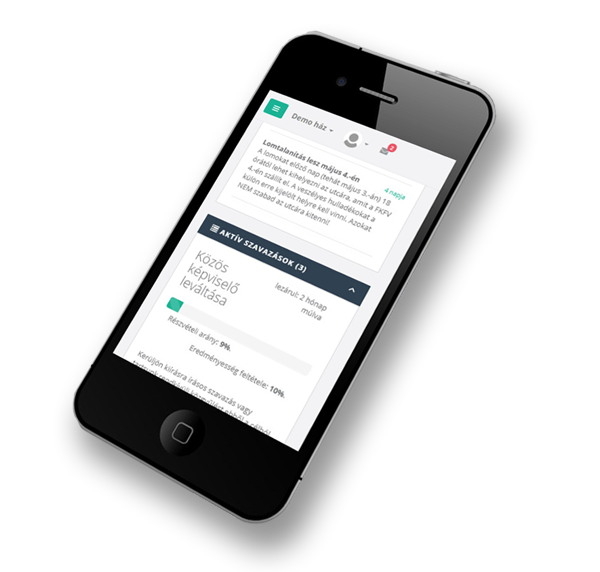 Demo ház
2
Lomtalanítás lesz május 4.-én
4 napja
A lomokat előző nap (tehát május 3.-án) 18
órától lehet kihelyezni az utcára, amit a FKFV
4.-én szállít el. A veszélyes hulladékokat a
külön erre kijelölt helyre kell vinni. Azokat
NEM szabad az utcára kitenni!
AKTÍV SZAVAZÁSOK (3)
Közös
képviselő
leváltása
lezárul: 2 hónap
múlva
Részvételi arány: 9%.
Eredményesség feltétele: 10%.
Kerüljön kiírásra írásos szavazás vagy